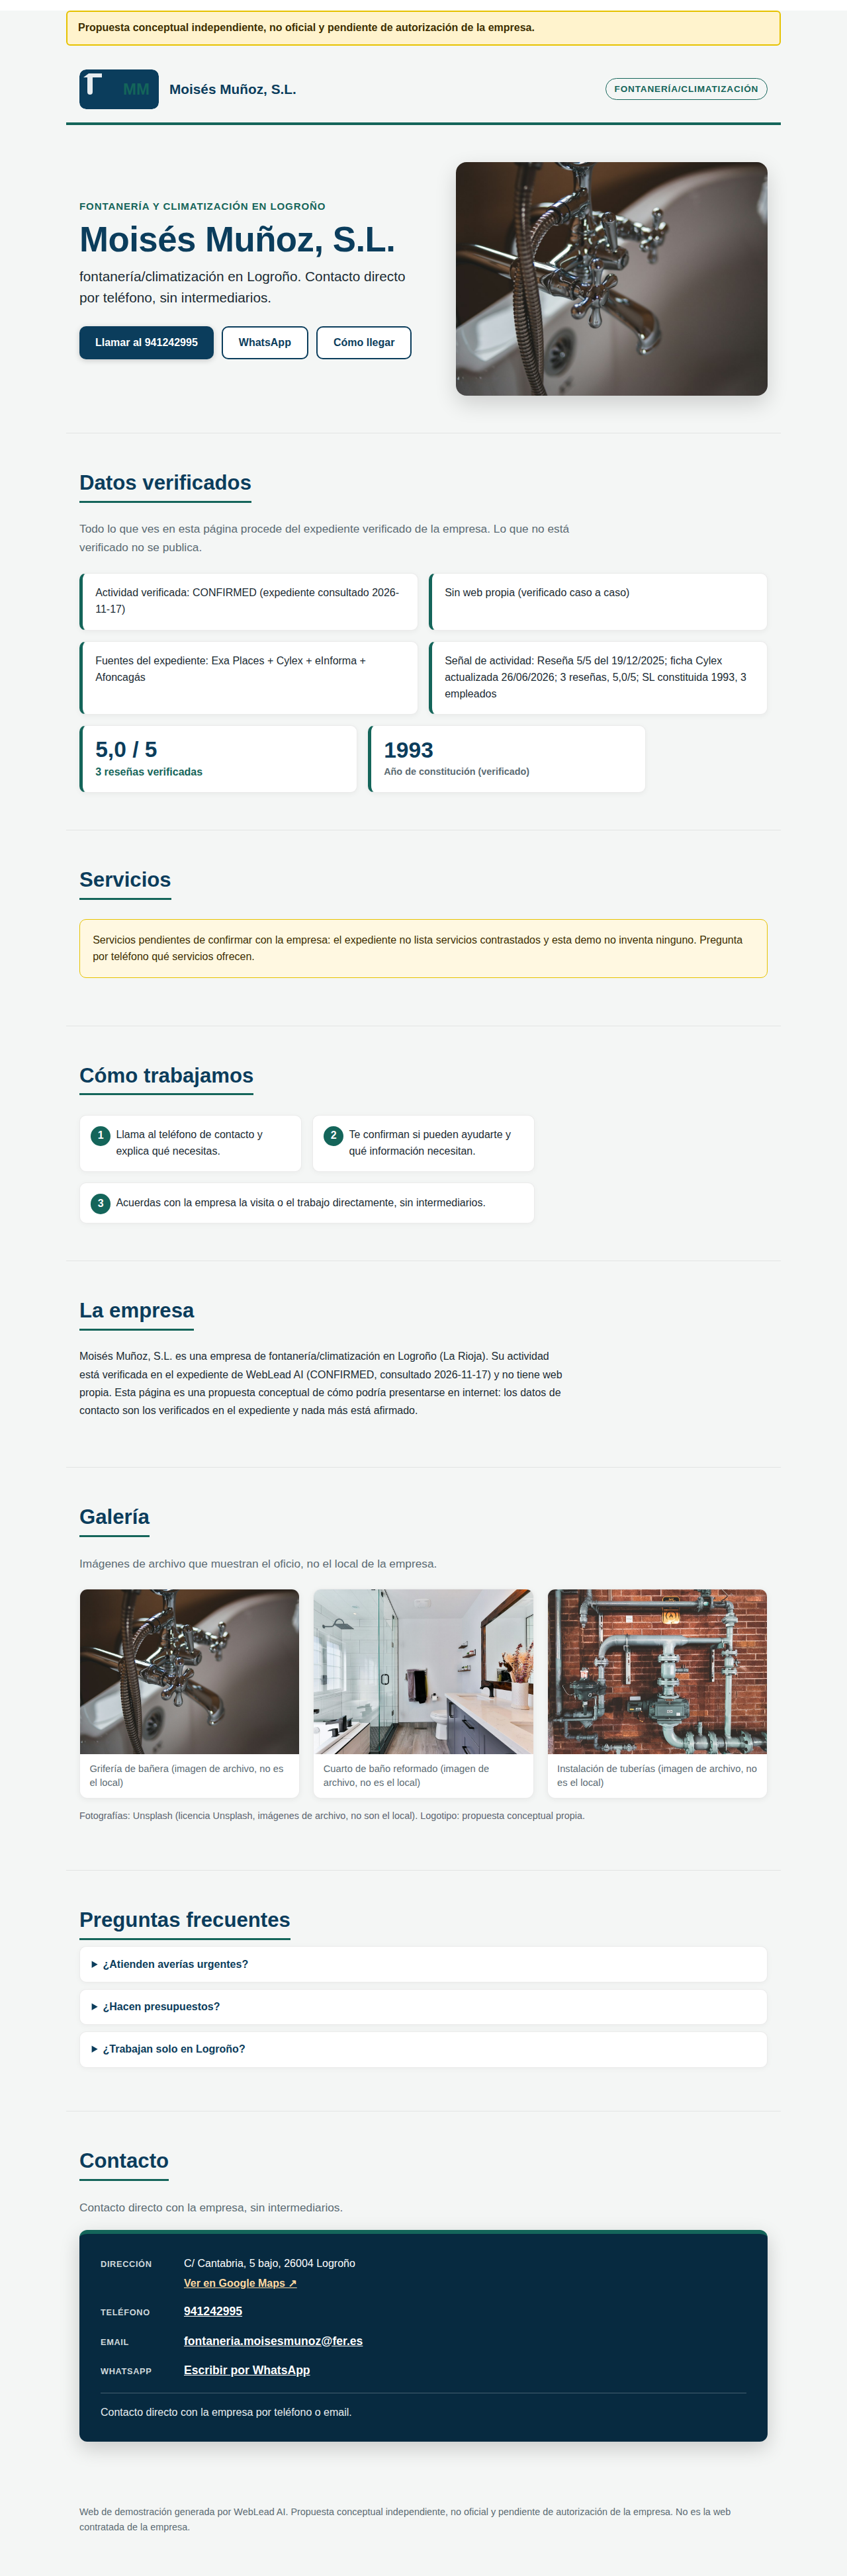 Propuesta conceptual independiente, no oficial y pendiente de autorización de la empresa.
MM
Moisés Muñoz, S.L.
FONTANERÍA/CLIMATIZACIÓN
FONTANERÍA Y CLIMATIZACIÓN EN LOGROÑO
Moisés Muñoz, S.L.
fontanería/climatización en Logroño. Contacto directo
por teléfono, sin intermediarios.
Llamar al 941242995
WhatsApp
Cómo llegar
Datos verificados
Todo lo que ves en esta página procede del expediente verificado de la empresa. Lo que no está
verificado no se publica.
Actividad verificada: CONFIRMED (expediente consultado 2026-
11-17)
Sin web propia (verificado caso a caso)
Fuentes del expediente: Exa Places + Cylex + eInforma +
Afoncagás
Señal de actividad: Reseña 5/5 del 19/12/2025; ficha Cylex
actualizada 26/06/2026; 3 reseñas, 5,0/5; SL constituida 1993, 3
empleados
5,0 / 5
3 reseñas verificadas
1993
Año de constitución (verificado)
Servicios
Servicios pendientes de confirmar con la empresa: el expediente no lista servicios contrastados y esta demo no inventa ninguno. Pregunta
por teléfono qué servicios ofrecen.
Cómo trabajamos
1 Llama al teléfono de contacto y
explica qué necesitas.
2 Te confirman si pueden ayudarte y
qué información necesitan.
3 Acuerdas con la empresa la visita o el trabajo directamente, sin intermediarios.
La empresa
Moisés Muñoz, S.L. es una empresa de fontanería/climatización en Logroño (La Rioja). Su actividad
está verificada en el expediente de WebLead AI (CONFIRMED, consultado 2026-11-17) y no tiene web
propia. Esta página es una propuesta conceptual de cómo podría presentarse en internet: los datos de
contacto son los verificados en el expediente y nada más está afirmado.
Galería
Imágenes de archivo que muestran el oficio, no el local de la empresa.
Grifería de bañera (imagen de archivo, no es
el local)
Cuarto de baño reformado (imagen de
archivo, no es el local)
Instalación de tuberías (imagen de archivo, no
es el local)
Fotografías: Unsplash (licencia Unsplash, imágenes de archivo, no son el local). Logotipo: propuesta conceptual propia.
Preguntas frecuentes
¿Atienden averías urgentes?
¿Hacen presupuestos?
¿Trabajan solo en Logroño?
Contacto
Contacto directo con la empresa, sin intermediarios.
DIRECCIÓN
C/ Cantabria, 5 bajo, 26004 Logroño
Ver en Google Maps ↗
TELÉFONO
941242995
EMAIL
fontaneria.moisesmunoz@fer.es
WHATSAPP
Escribir por WhatsApp
Contacto directo con la empresa por teléfono o email.
Web de demostración generada por WebLead AI. Propuesta conceptual independiente, no oficial y pendiente de autorización de la empresa. No es la web
contratada de la empresa.